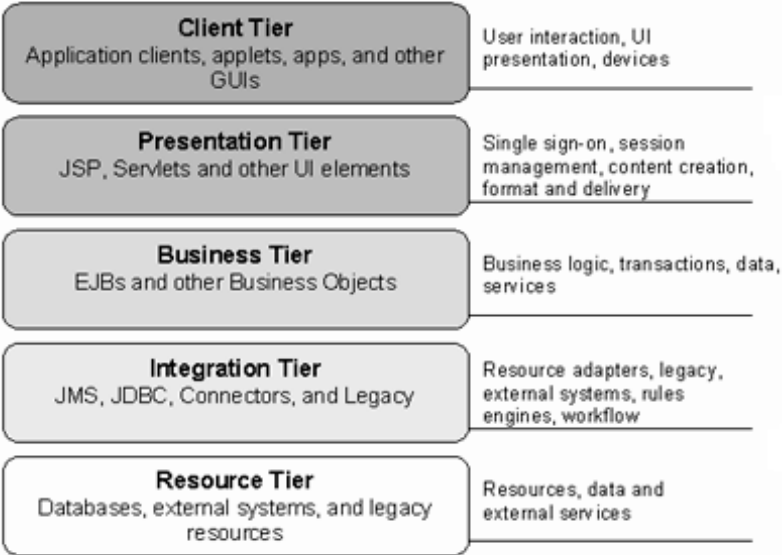 Client Tier
Application clients, applets, apps, and other
GUIs
User interaction, UI
presentation, devices
Presentation Tier
JSP, Servlets and other UI elements
Single sign-on, session
management, content creation,
format and delivery
Business Tier
EJBs and other Business Objects
Business logic, transactions, data,
services
Integration Tier
JMS, JDBC, Connectors, and Legacy
Resource adapters, legacy,
external systems, rules
engines, workflow
Resource Tier
Databases, external systems, and legacy
resources
Resources, data and
external services